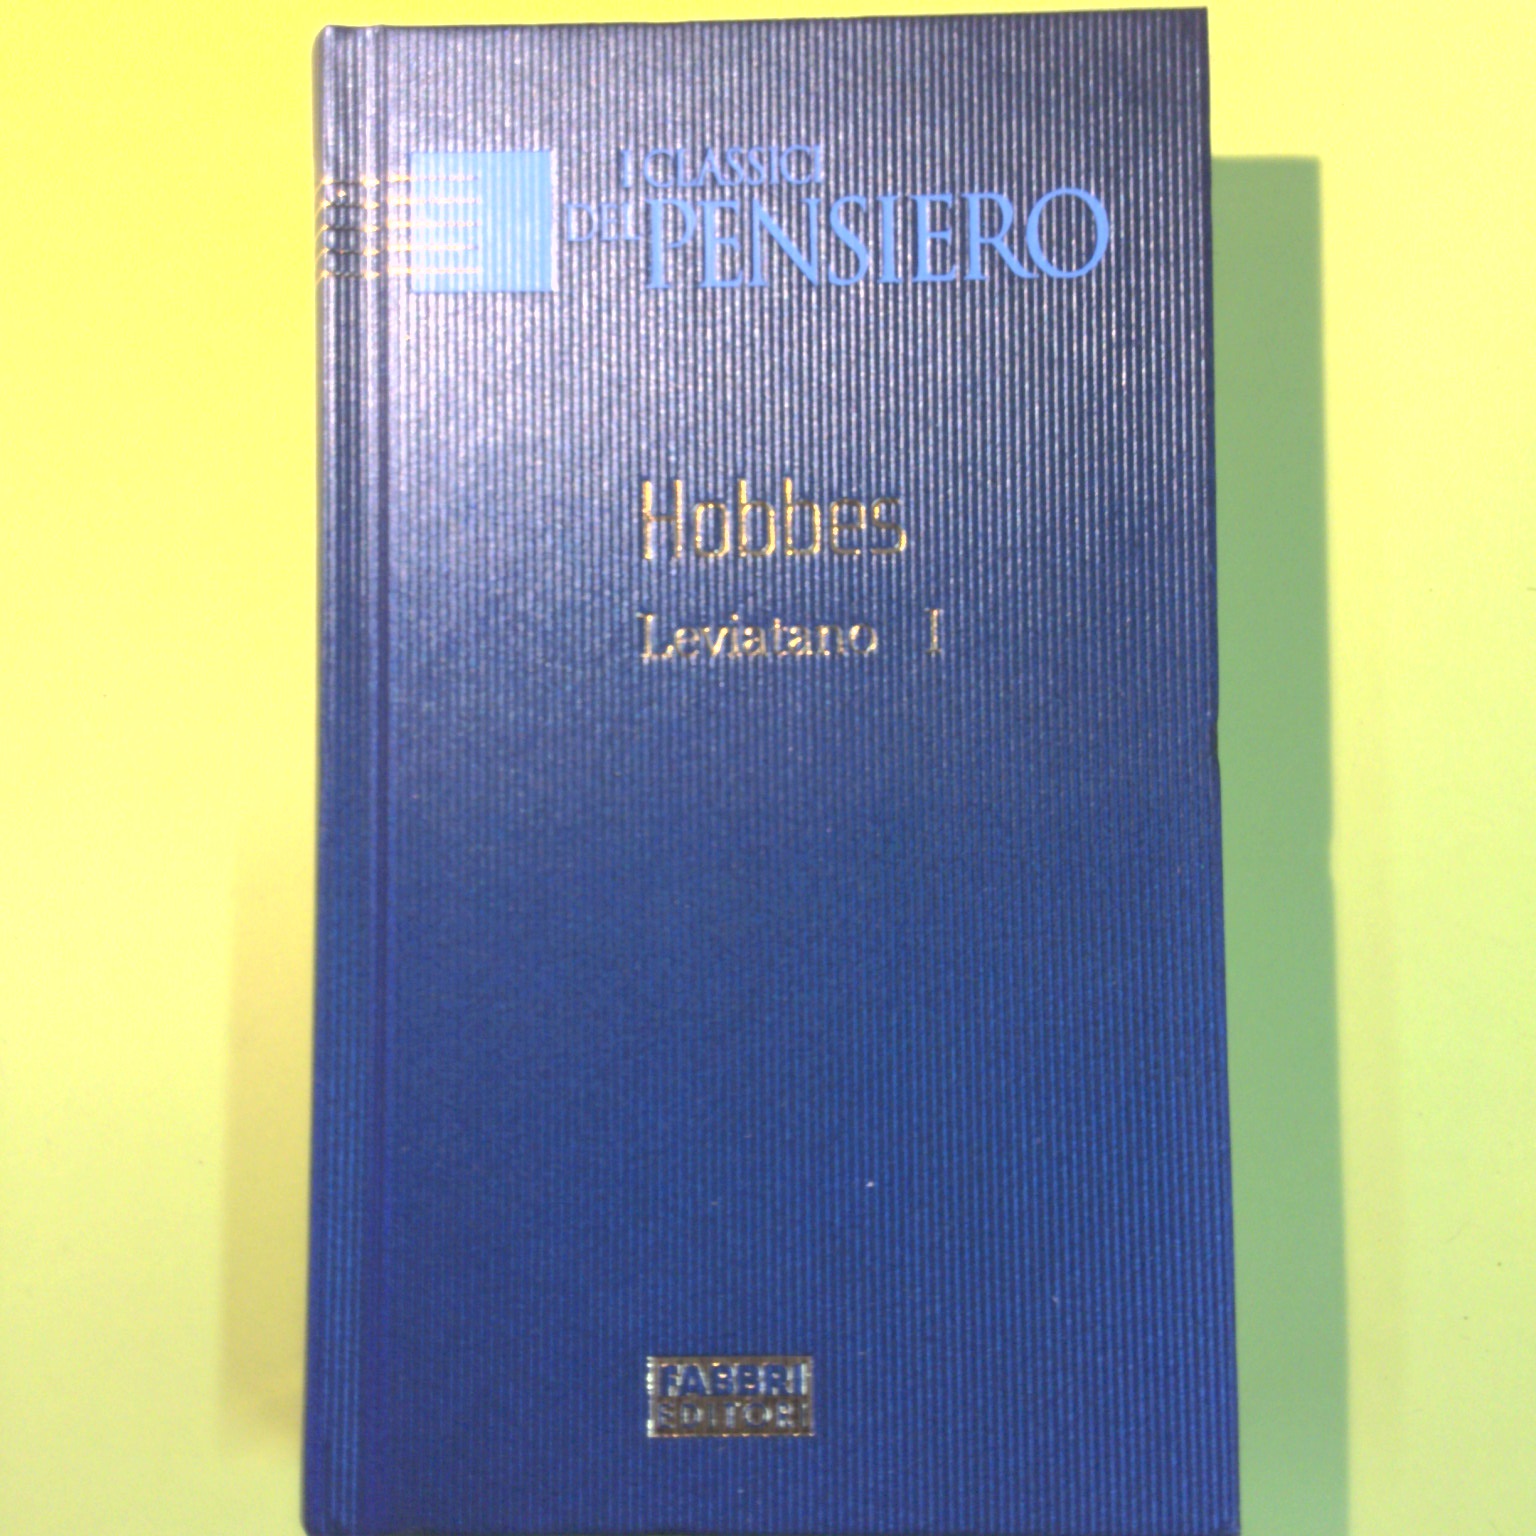 I CLASSICI
DEL PENSIERO
Hobbes
Leviatano I
FABBRI
EDITORI